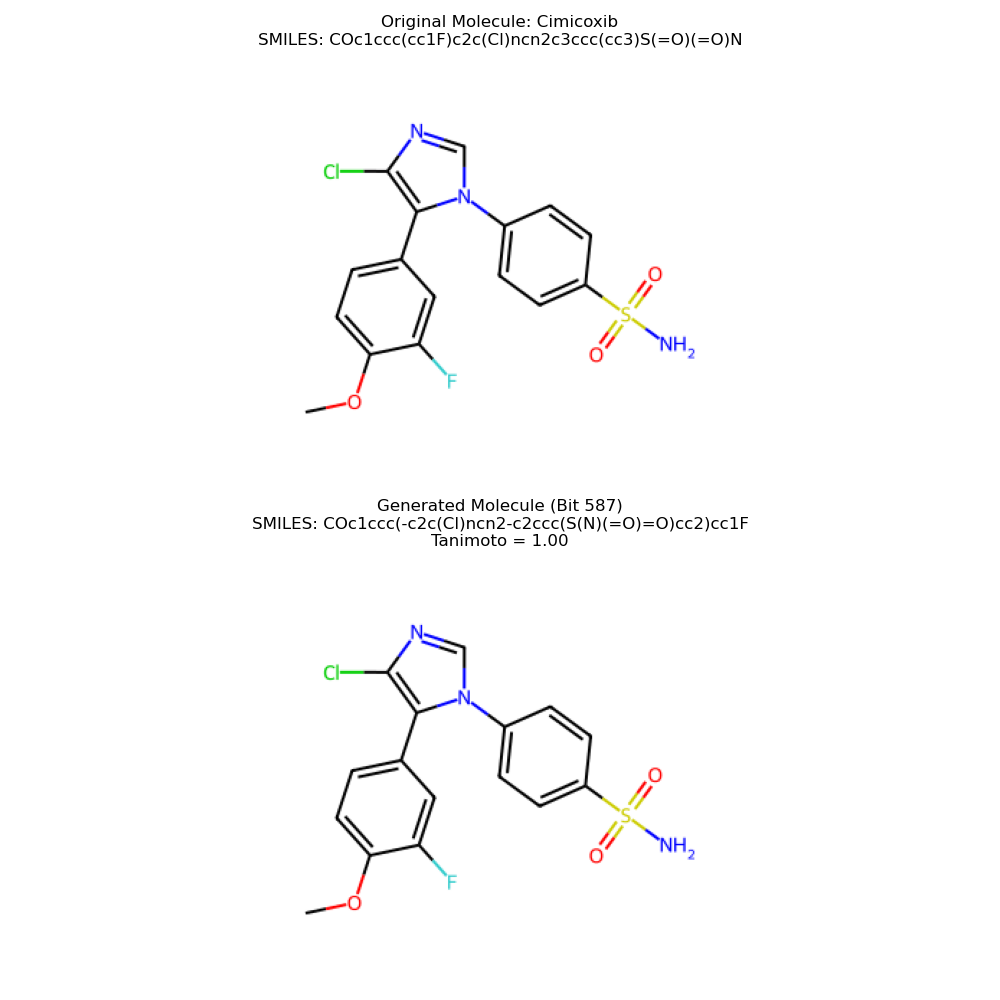 Original Molecule: Cimicoxib
SMILES: COc1ccc(cc1F)c2c(Cl)ncn2c3ccc(cc3)S(=O)(=O)N
N
Cl
N
O
S
O
NH2
F
O
Generated Molecule (Bit 587)
SMILES: COc1ccc(-c2c(Cl)ncn2-c2ccc(S(N)(=O)=O)cc2)cc1F
Tanimoto = 1.00
N
Cl
N
O
S
O
NH2
F
O